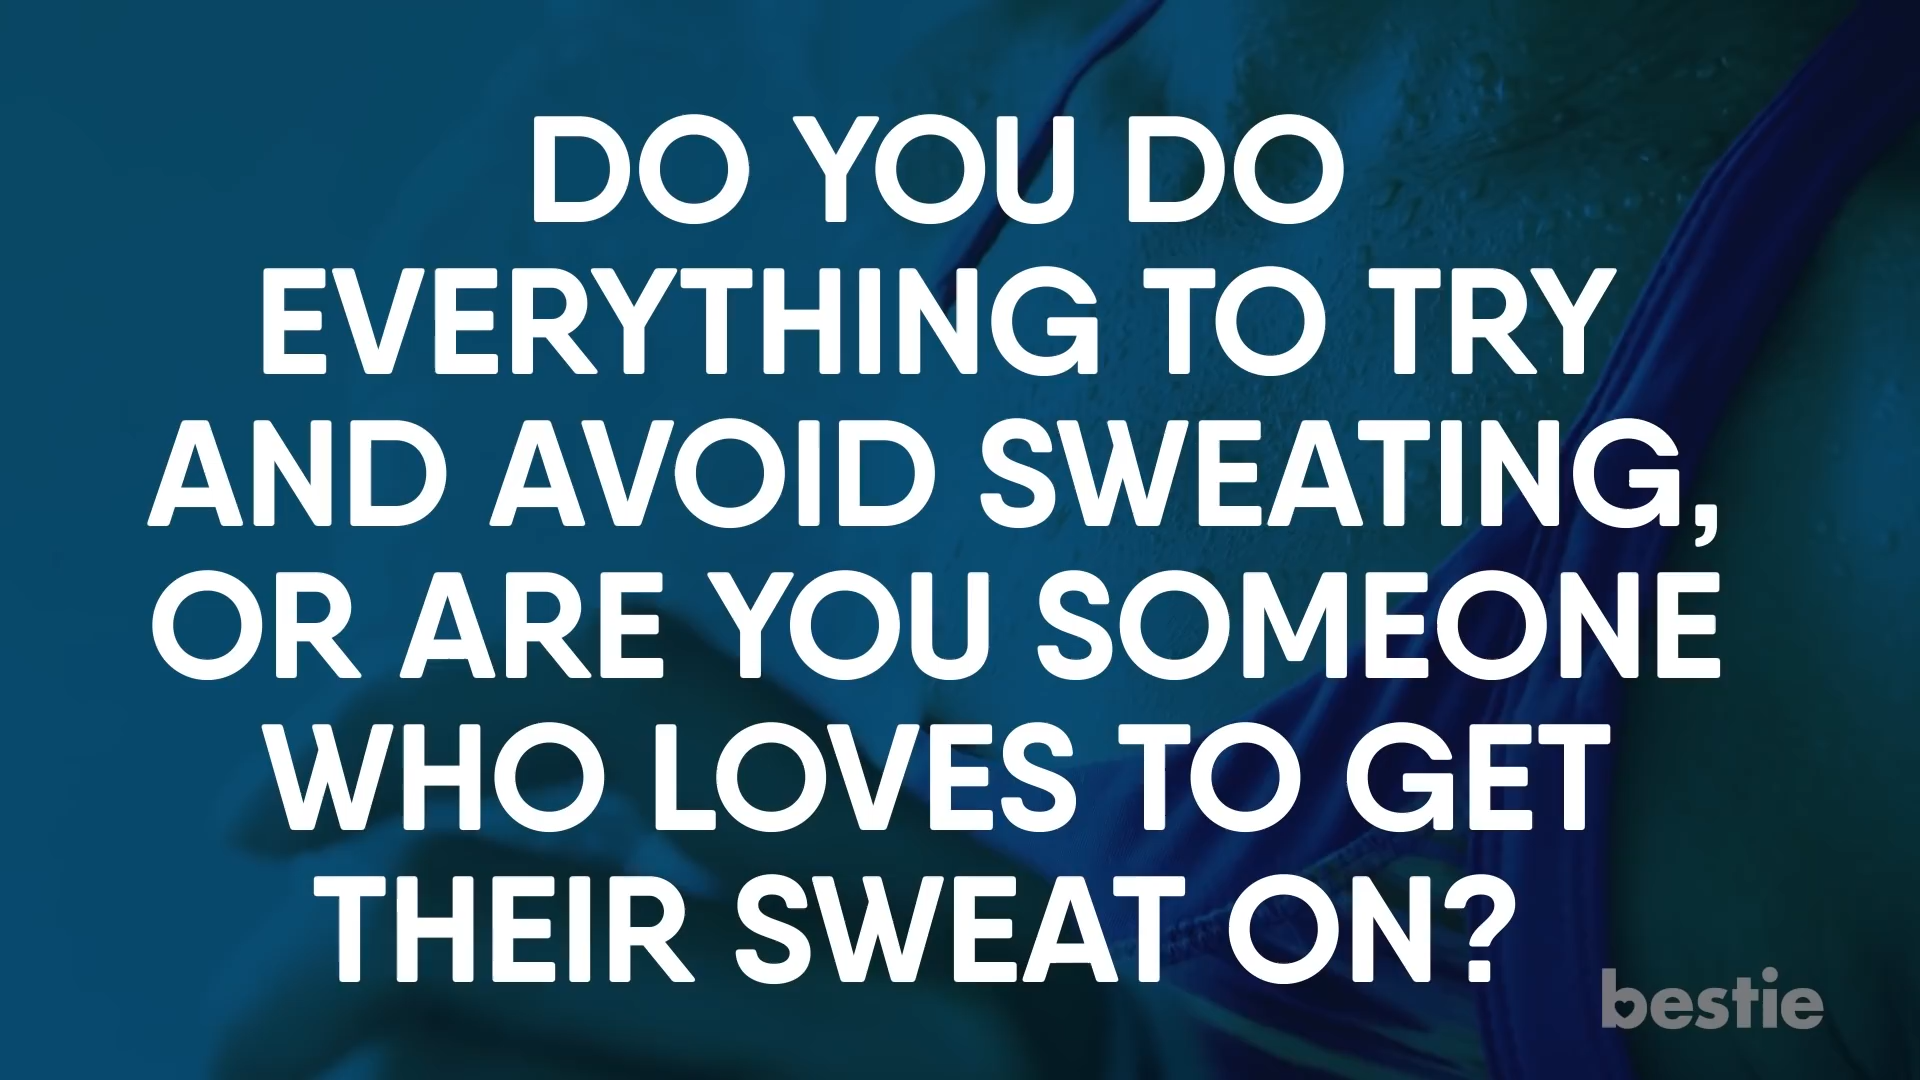 DO YOU DO
EVERYTHING TO TRY
AND AVOID SWEATING,
OR ARE YOU SOMEONE
WHO LOVES TO GET
THEIR SWEAT ON?
bestie